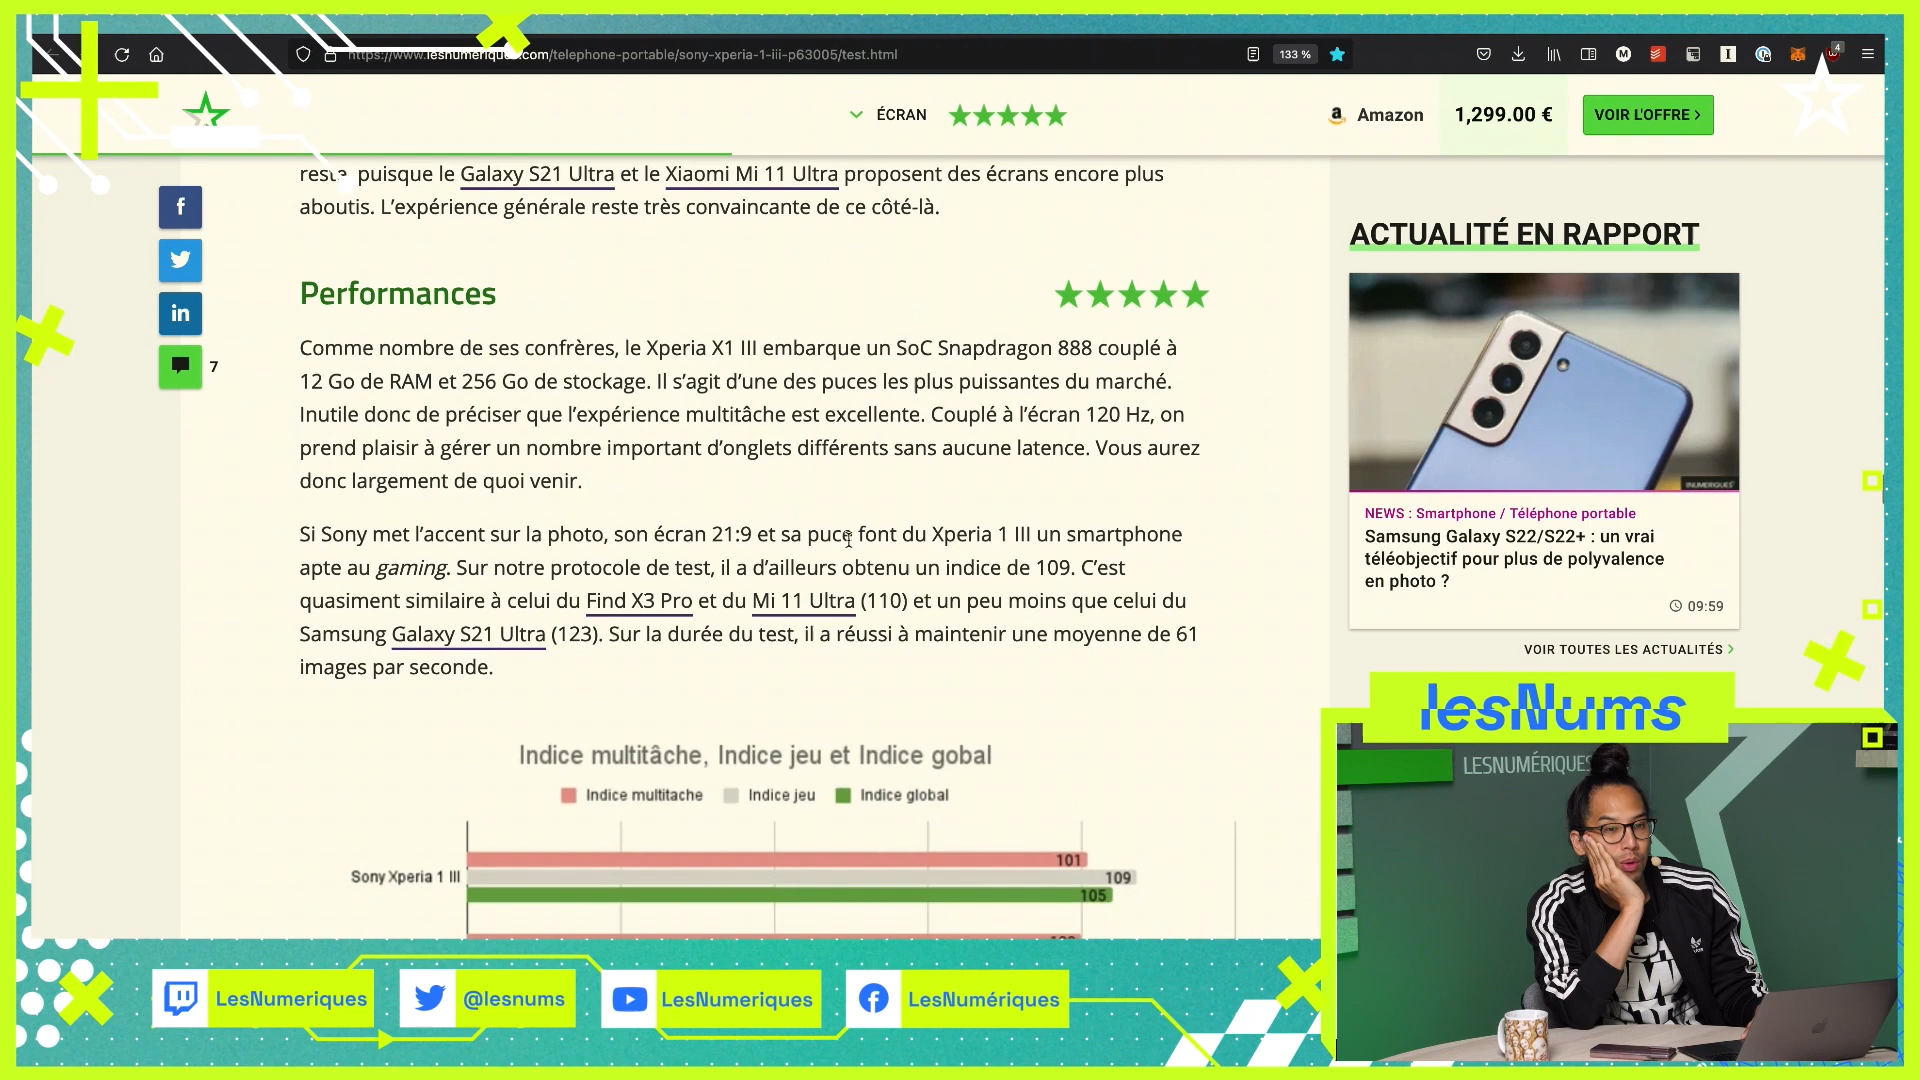 https://www.lesnumeriques.com/telephone-portable/sony-xperia-1-iii-p63005/test.html
133 %
4
ÉCRAN
Amazon
1,299.00 €
VOIR L'OFFRE
reste puisque le Galaxy S21 Ultra et le Xiaomi Mi 11 Ultra proposent des écrans encore plus
aboutis. L’expérience générale reste très convaincante de ce côté-là.
7
Performances
Comme nombre de ses confrères, le Xperia X1 III embarque un SoC Snapdragon 888 couplé à
12 Go de RAM et 256 Go de stockage. Il s’agit d’une des puces les plus puissantes du marché.
Inutile donc de préciser que l’expérience multitâche est excellente. Couplé à l’écran 120 Hz, on
prend plaisir à gérer un nombre important d’onglets différents sans aucune latence. Vous aurez
donc largement de quoi venir.
Si Sony met l’accent sur la photo, son écran 21:9 et sa puce font du Xperia 1 III un smartphone
apte au gaming. Sur notre protocole de test, il a d’ailleurs obtenu un indice de 109. C’est
quasiment similaire à celui du Find X3 Pro et du Mi 11 Ultra (110) et un peu moins que celui du
Samsung Galaxy S21 Ultra (123). Sur la durée du test, il a réussi à maintenir une moyenne de 61
images par seconde.
Indice multitâche, Indice jeu et Indice gobal
Indice multitache
Indice jeu
Indice global
Sony Xperia 1 III
101
109
105
ACTUALITÉ EN RAPPORT
NEWS : Smartphone / Téléphone portable
Samsung Galaxy S22/S22+ : un vrai
téléobjectif pour plus de polyvalence
en photo ?
09:59
VOIR TOUTES LES ACTUALITÉS
lesNums
LESNUMÉRIQUES
LesNumeriques
@lesnums
LesNumeriques
LesNumériques